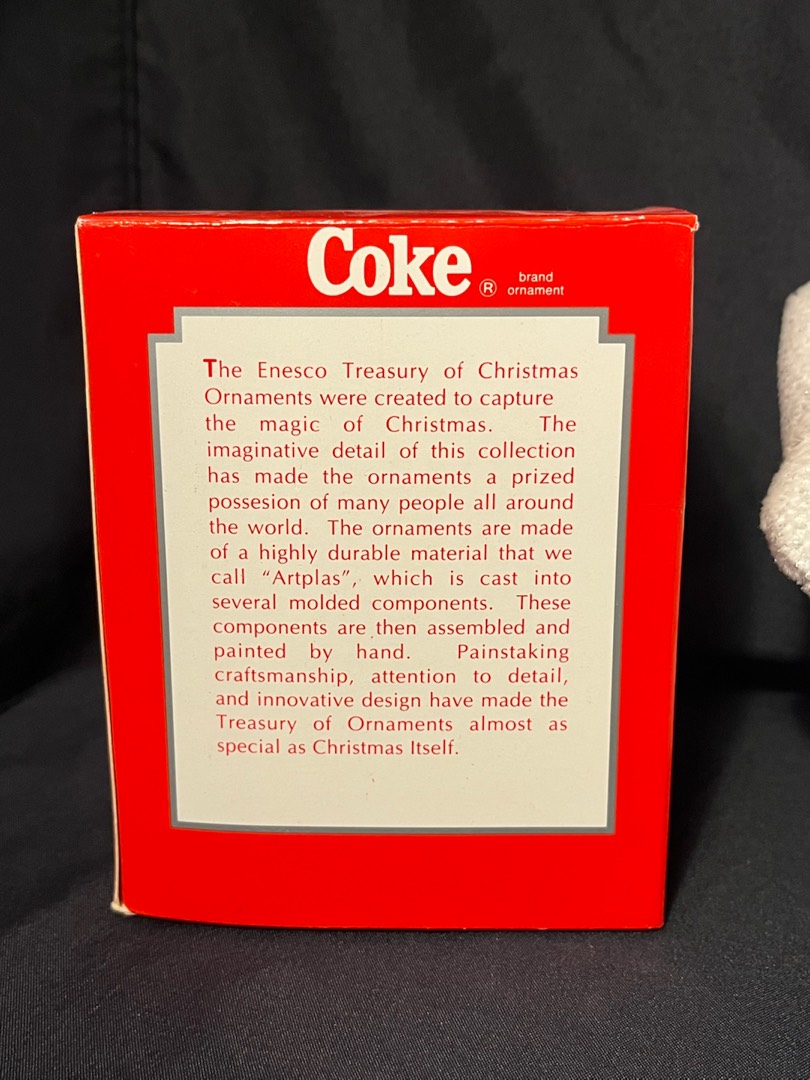 Coke ® brand
ornament
The Enesco Treasury of Christmas
Ornaments were created to capture
the magic of Christmas. The
imaginative detail of this collection
has made the ornaments a prized
possesion of many people all around
the world. The ornaments are made
of a highly durable material that we
call “Artplas”, which is cast into
several molded components. These
components are then assembled and
painted by hand. Painstaking
craftsmanship, attention to detail,
and innovative design have made the
Treasury of Ornaments almost as
special as Christmas Itself.